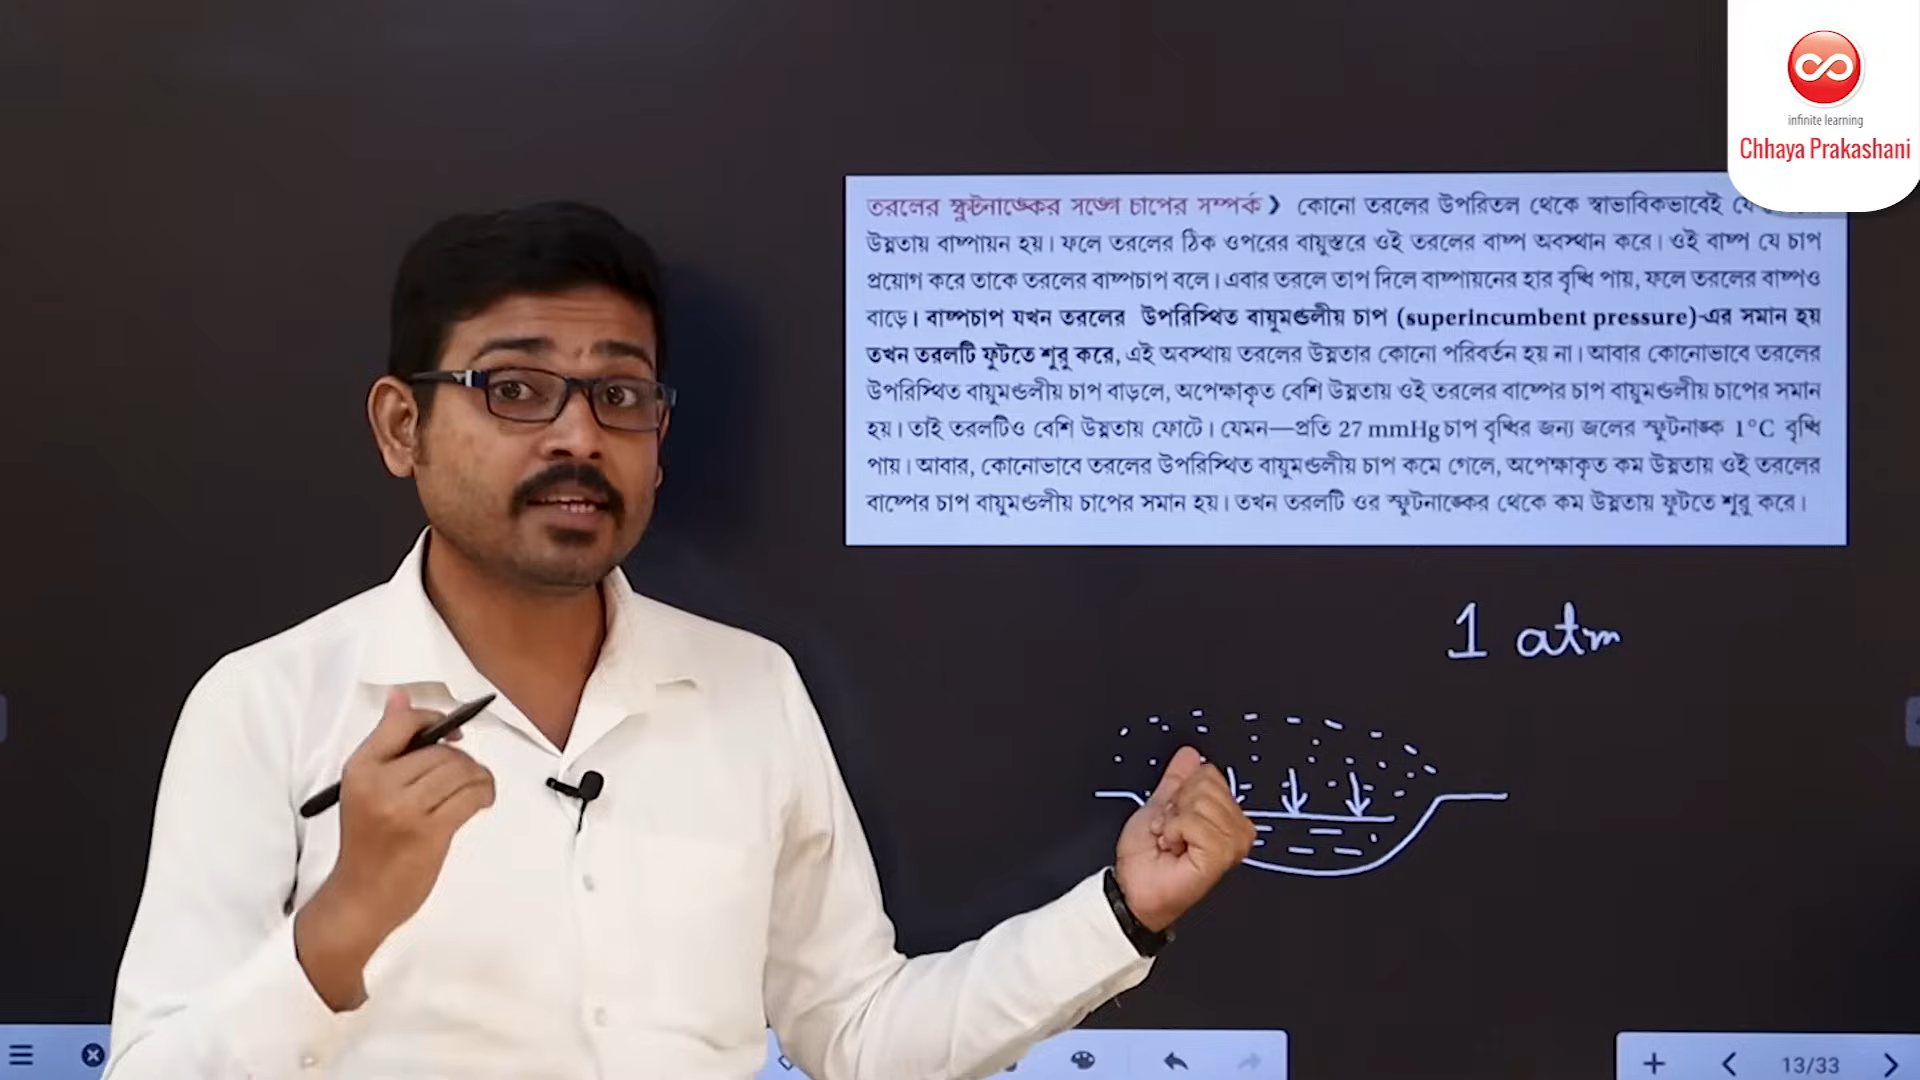 infinite learning
Chhaya Prakashani
তরলের স্ফুটনাঙ্কের সঙ্গে চাপের সম্পর্ক❯ কোনো তরলের উপরিতল থেকে স্বাভাবিকভাবেই
উষ্ণতায় বাষ্পায়ন হয়। ফলে তরলের ঠিক ওপরের বায়ুস্তরে ওই তরলের বাষ্প অবস্থান করে। ওই বাষ্প যে চাপ
প্রয়োগ করে তাকে তরলের বাষ্পচাপ বলে। এবার তরলে তাপ দিলে বাষ্পায়নের হার বৃদ্ধি পায়, ফলে তরলের বাষ্পও
বাড়ে। বাষ্পচাপ যখন তরলের উপরিস্থিত বায়ুমণ্ডলীয় চাপ (superincumbent pressure)-এর সমান হয়
তখন তরলটি ফুটতে শুরু করে, এই অবস্থায় তরলের উষ্ণতার কোনো পরিবর্তন হয় না। আবার কোনোভাবে তরলের
উপরিস্থিত বায়ুমণ্ডলীয় চাপ বাড়লে, অপেক্ষাকৃত বেশি উষ্ণতায় ওই তরলের বাষ্পের চাপ বায়ুমণ্ডলীয় চাপের সমান
হয়। তাই তরলটিও বেশি উষ্ণতায় ফোটে। যেমন—প্রতি 27 mmHg চাপ বৃদ্ধির জন্য জলের স্ফুটনাঙ্ক 1°C বৃদ্ধি
পায়। আবার, কোনোভাবে তরলের উপরিস্থিত বায়ুমণ্ডলীয় চাপ কমে গেলে, অপেক্ষাকৃত কম উষ্ণতায় ওই তরলের
বাষ্পের চাপ বায়ুমণ্ডলীয় চাপের সমান হয়। তখন তরলটি ওর স্ফুটনাঙ্কের থেকে কম উষ্ণতায় ফুটতে শুরু করে।
1 atm
13/33